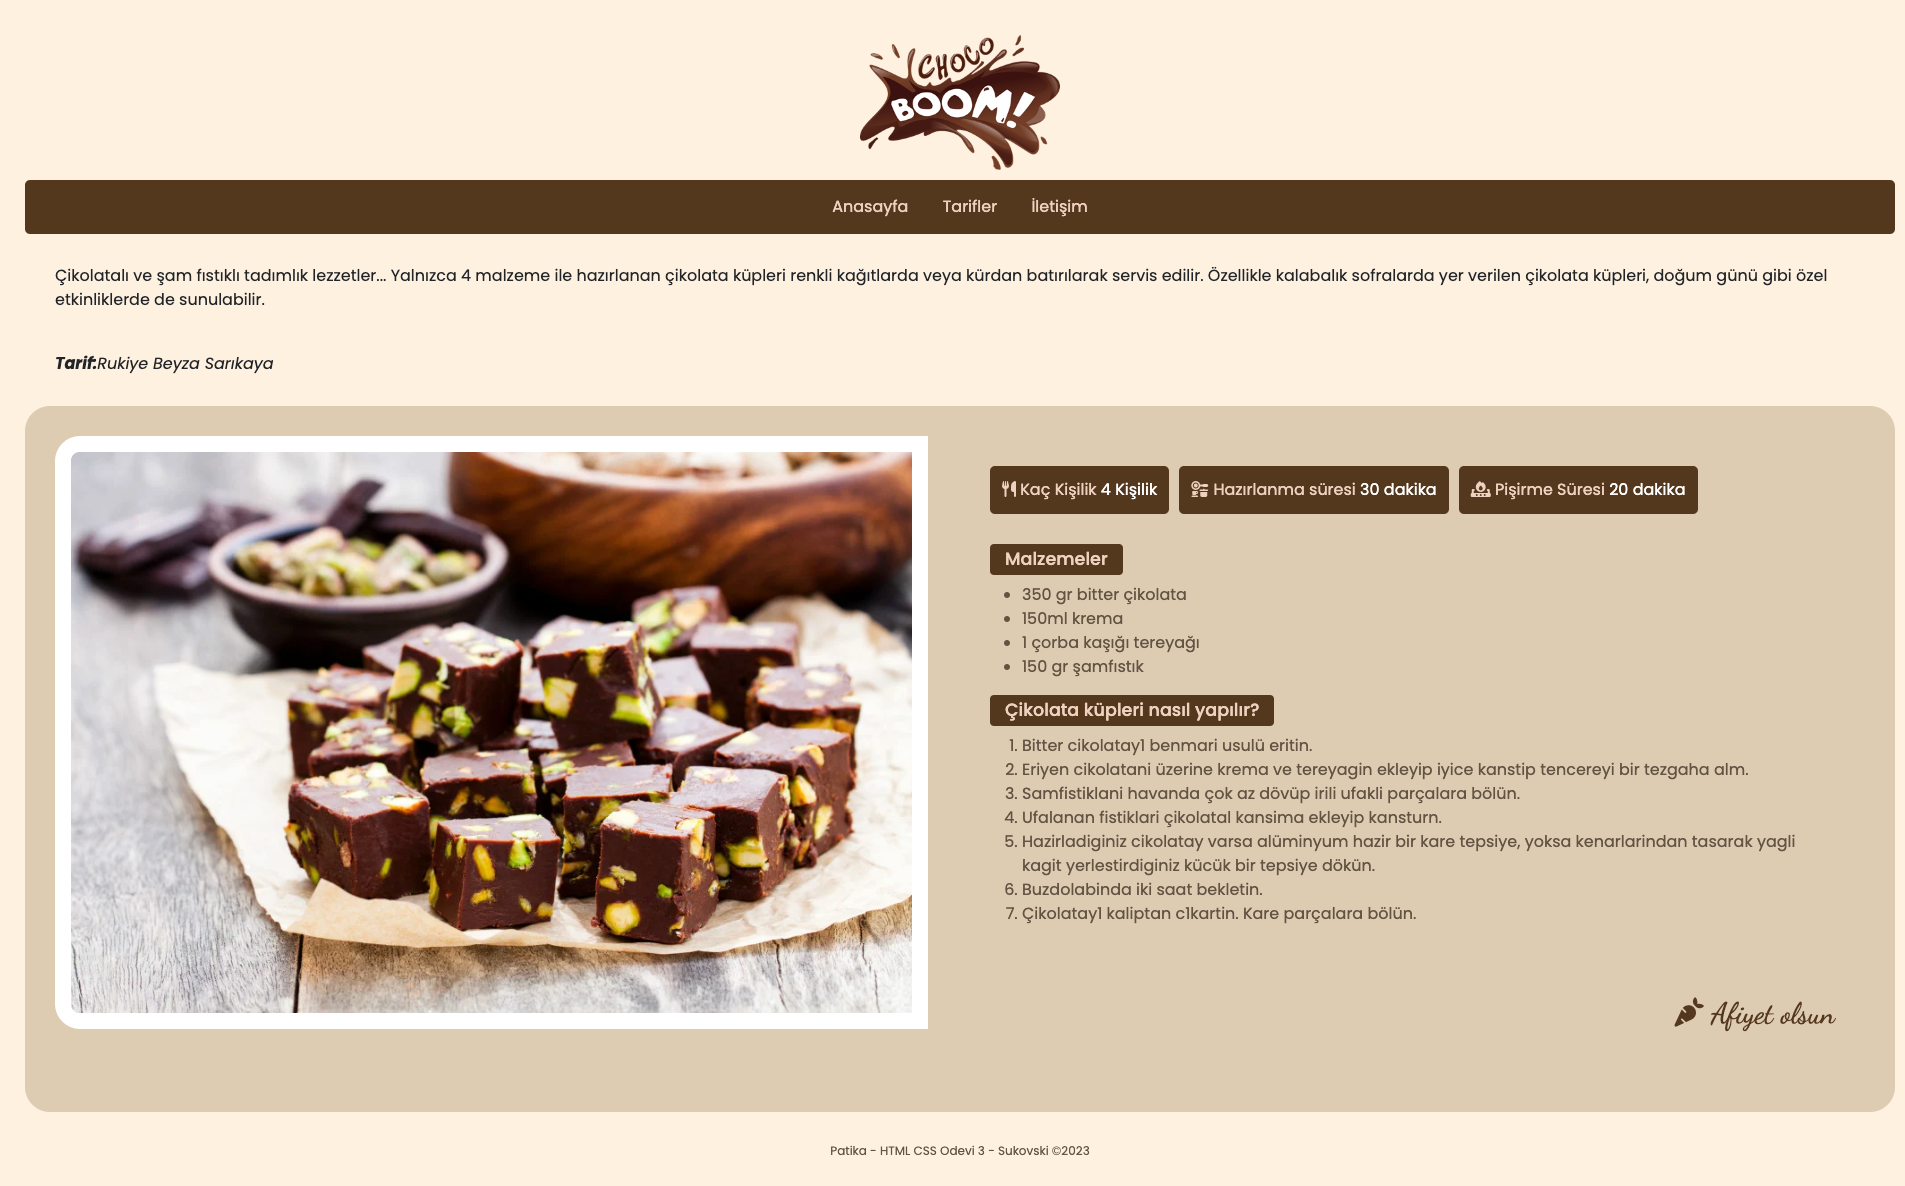 CHOCO
BOOM!
Anasayfa Tarifler İletişim
Çikolatalı ve şam fıstıklı tadımlık lezzetler... Yalnızca 4 malzeme ile hazırlanan çikolata küpleri renkli kağıtlarda veya kürdan batırılarak servis edilir. Özellikle kalabalık sofralarda yer verilen çikolata küpleri, doğum günü gibi özel
etkinliklerde de sunulabilir.
Tarif:Rukiye Beyza Sarıkaya
Kaç Kişilik 4 Kişilik Hazırlanma süresi 30 dakika Pişirme Süresi 20 dakika
Malzemeler
• 350 gr bitter çikolata
• 150ml krema
• 1 çorba kaşığı tereyağı
• 150 gr şamfıstık
Çikolata küpleri nasıl yapılır?
1. Bitter cikolatay1 benmari usulü eritin.
2. Eriyen cikolatani üzerine krema ve tereyagin ekleyip iyice kanstip tencereyi bir tezgaha alm.
3. Samfistiklani havanda çok az dövüp irili ufakli parçalara bölün.
4. Ufalanan fistiklari çikolatal kansima ekleyip kansturn.
5. Hazirladiginiz cikolatay varsa alüminyum hazir bir kare tepsiye, yoksa kenarlarindan tasarak yagli
kagit yerlestirdiginiz kücük bir tepsiye dökün.
6. Buzdolabinda iki saat bekletin.
7. Çikolatay1 kaliptan c1kartin. Kare parçalara bölün.
Afiyet olsun
Patika - HTML CSS Odevi 3 - Sukovski ©2023